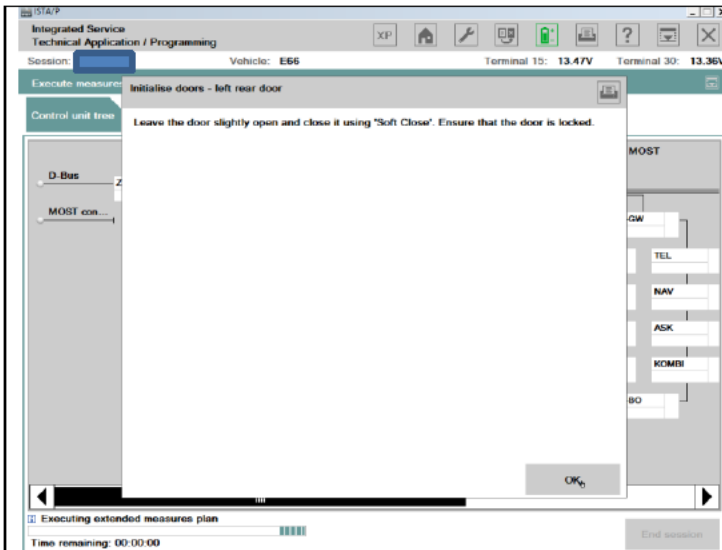 ISTA/P
Integrated Service
Technical Application / Programming
XP
?
Session:
Vehicle: E66
Terminal 15: 13.47V
Terminal 30: 13.36V
Execute measures
Initialise doors - left rear door
Control unit tree
Leave the door slightly open and close it using "Soft Close". Ensure that the door is locked.
MOST
D-Bus
Z
MOST con...
GW
TEL
NAV
ASK
KOMBI
BO
OK
Executing extended measures plan
Time remaining: 00:00:00
End session